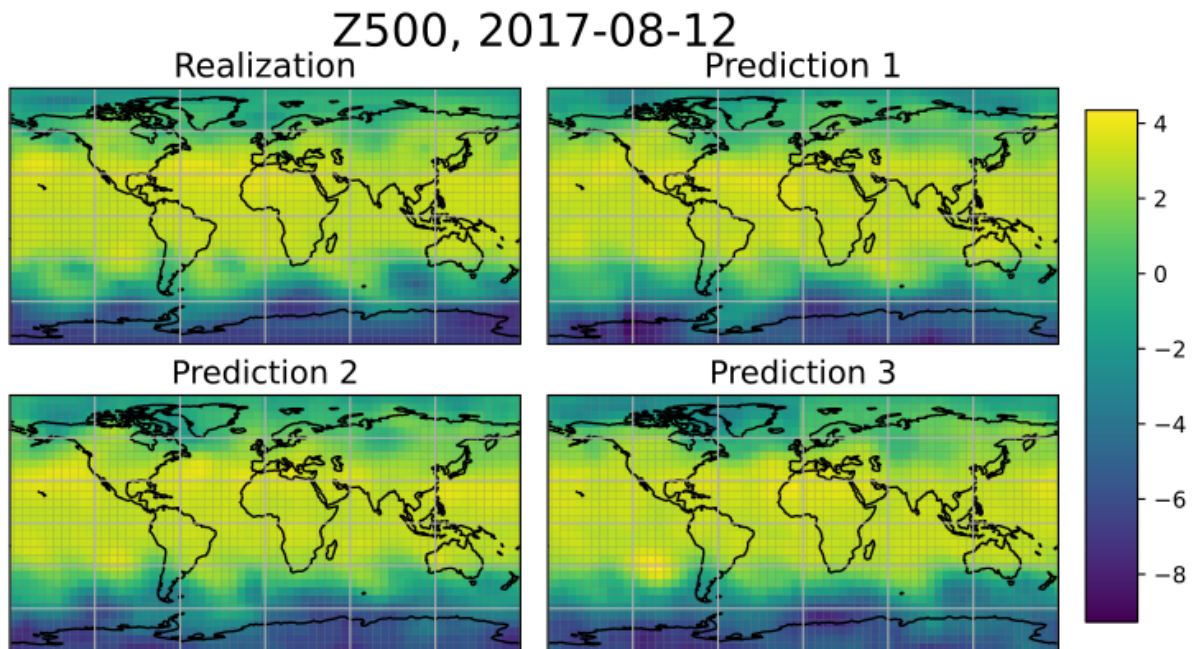 Z500, 2017-08-12
Realization
Prediction 1
Prediction 2
Prediction 3
4
2
0
−2
−4
−6
−8